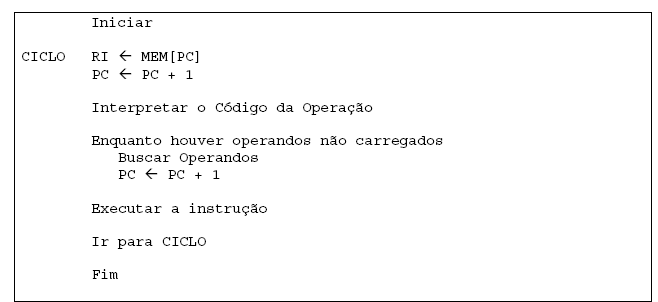 Iniciar
CICLO RI ← MEM[PC]
PC ← PC + 1
Interpretar o Código da Operação
Enquanto houver operandos não carregados
Buscar Operandos
PC ← PC + 1
Executar a instrução
Ir para CICLO
Fim